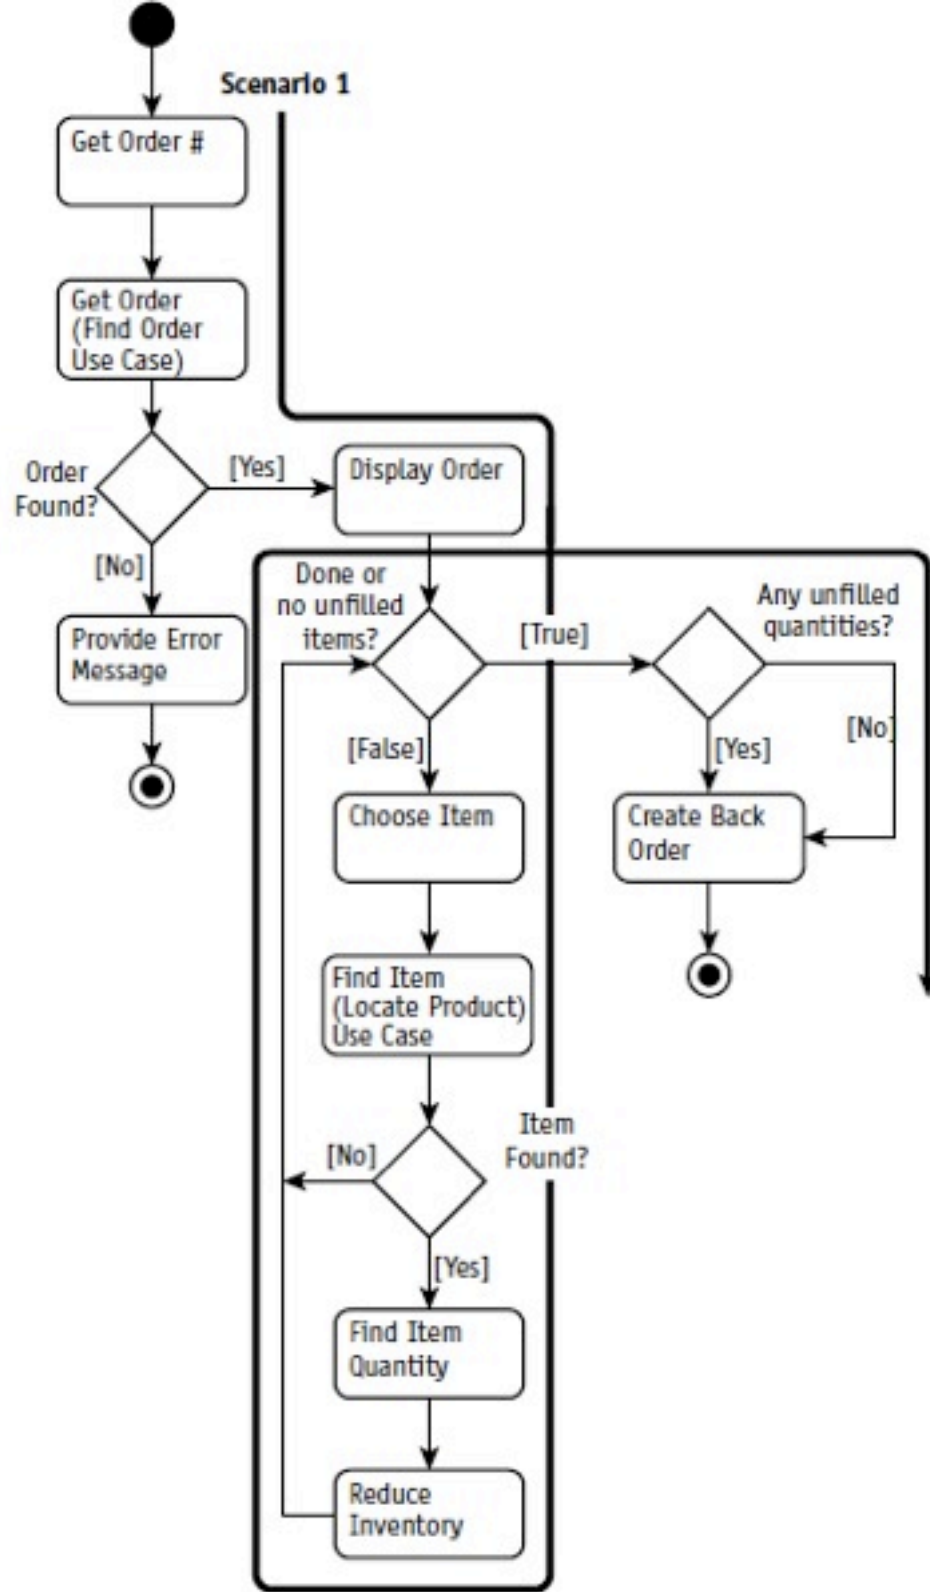 Scenario 1
Get Order #
Get Order
(Find Order
Use Case)
Order
Found?
[Yes]
Display Order
[No]
Provide Error
Message
Done or
no unfilled
items?
[True]
Any unfilled
quantities?
[False]
[Yes]
[No]
Choose Item
Create Back
Order
Find Item
(Locate Product)
Use Case
Item
Found?
[No]
[Yes]
Find Item
Quantity
Reduce
Inventory